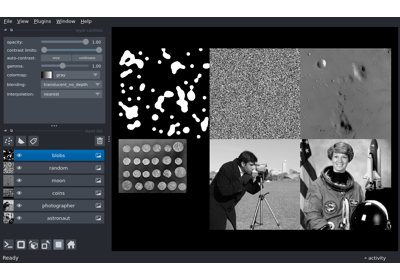 File View Plugins Window Help
opacity: 1.00
contrast limits:
auto-contrast: once continuous
gamma: 1.00
colormap: gray
blending: translucent_no_depth
interpolation: nearest
blobs
random
moon
coins
photographer
astronaut
Ready
activity